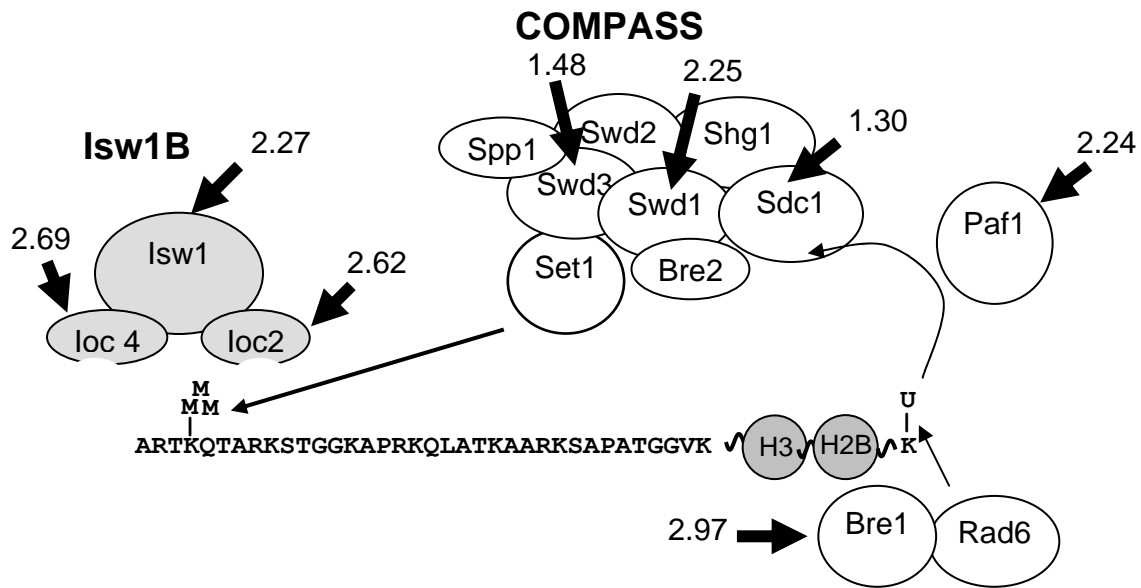 COMPASS
1.48
2.25
1.30
2.24
Isw1B
2.27
2.69
2.62
Swd2
Shg1
Spp1
Swd3
Swd1
Sdc1
Paf1
Isw1
Set1
Bre2
Ioc 4
Ioc2
M
MM
U
ARTKQTARKSTGGKAPRKQLATKAARKSAPATGGVK
H3
H2B
K
2.97
Bre1
Rad6